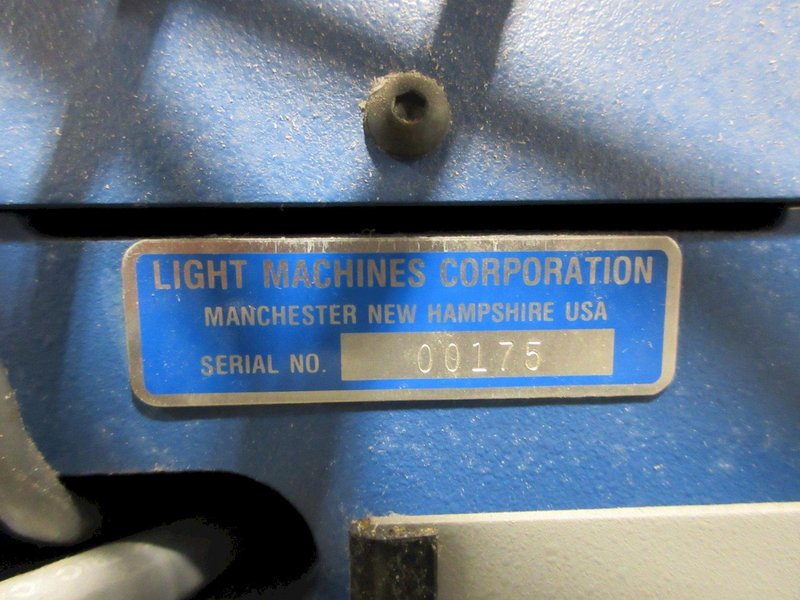 LIGHT MACHINES CORPORATION
MANCHESTER NEW HAMPSHIRE USA
SERIAL NO. 00175